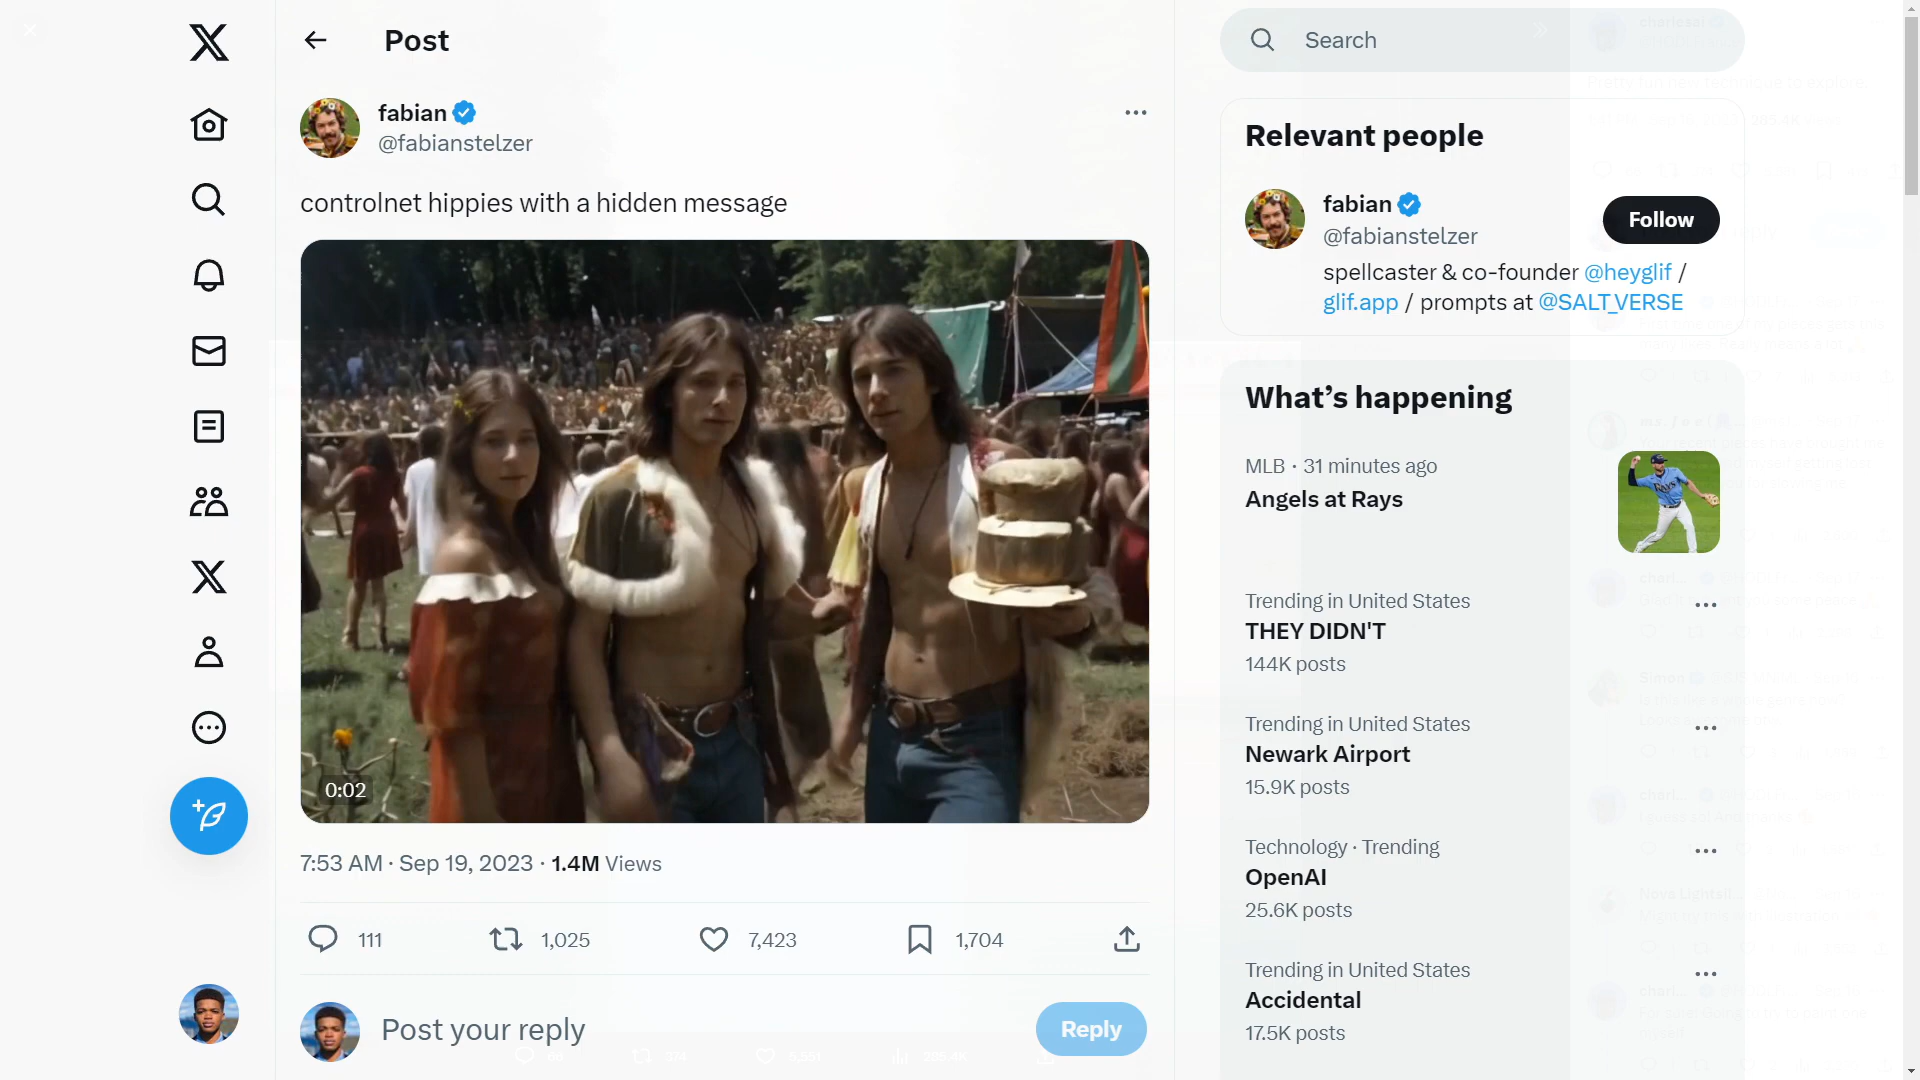 Post
fabian
@fabianstelzer
controlnet hippies with a hidden message
0:02
7:53 AM · Sep 19, 2023 · 1.4M Views
111
1,025
7,423
1,704
Post your reply
Reply
Search
Relevant people
fabian
@fabianstelzer
Follow
spellcaster & co-founder @heyglif /
glif.app / prompts at @SALT_VERSE
What’s happening
MLB · 31 minutes ago
Angels at Rays
Trending in United States
THEY DIDN'T
144K posts
Trending in United States
Newark Airport
15.9K posts
Technology · Trending
OpenAI
25.6K posts
Trending in United States
Accidental
17.5K posts